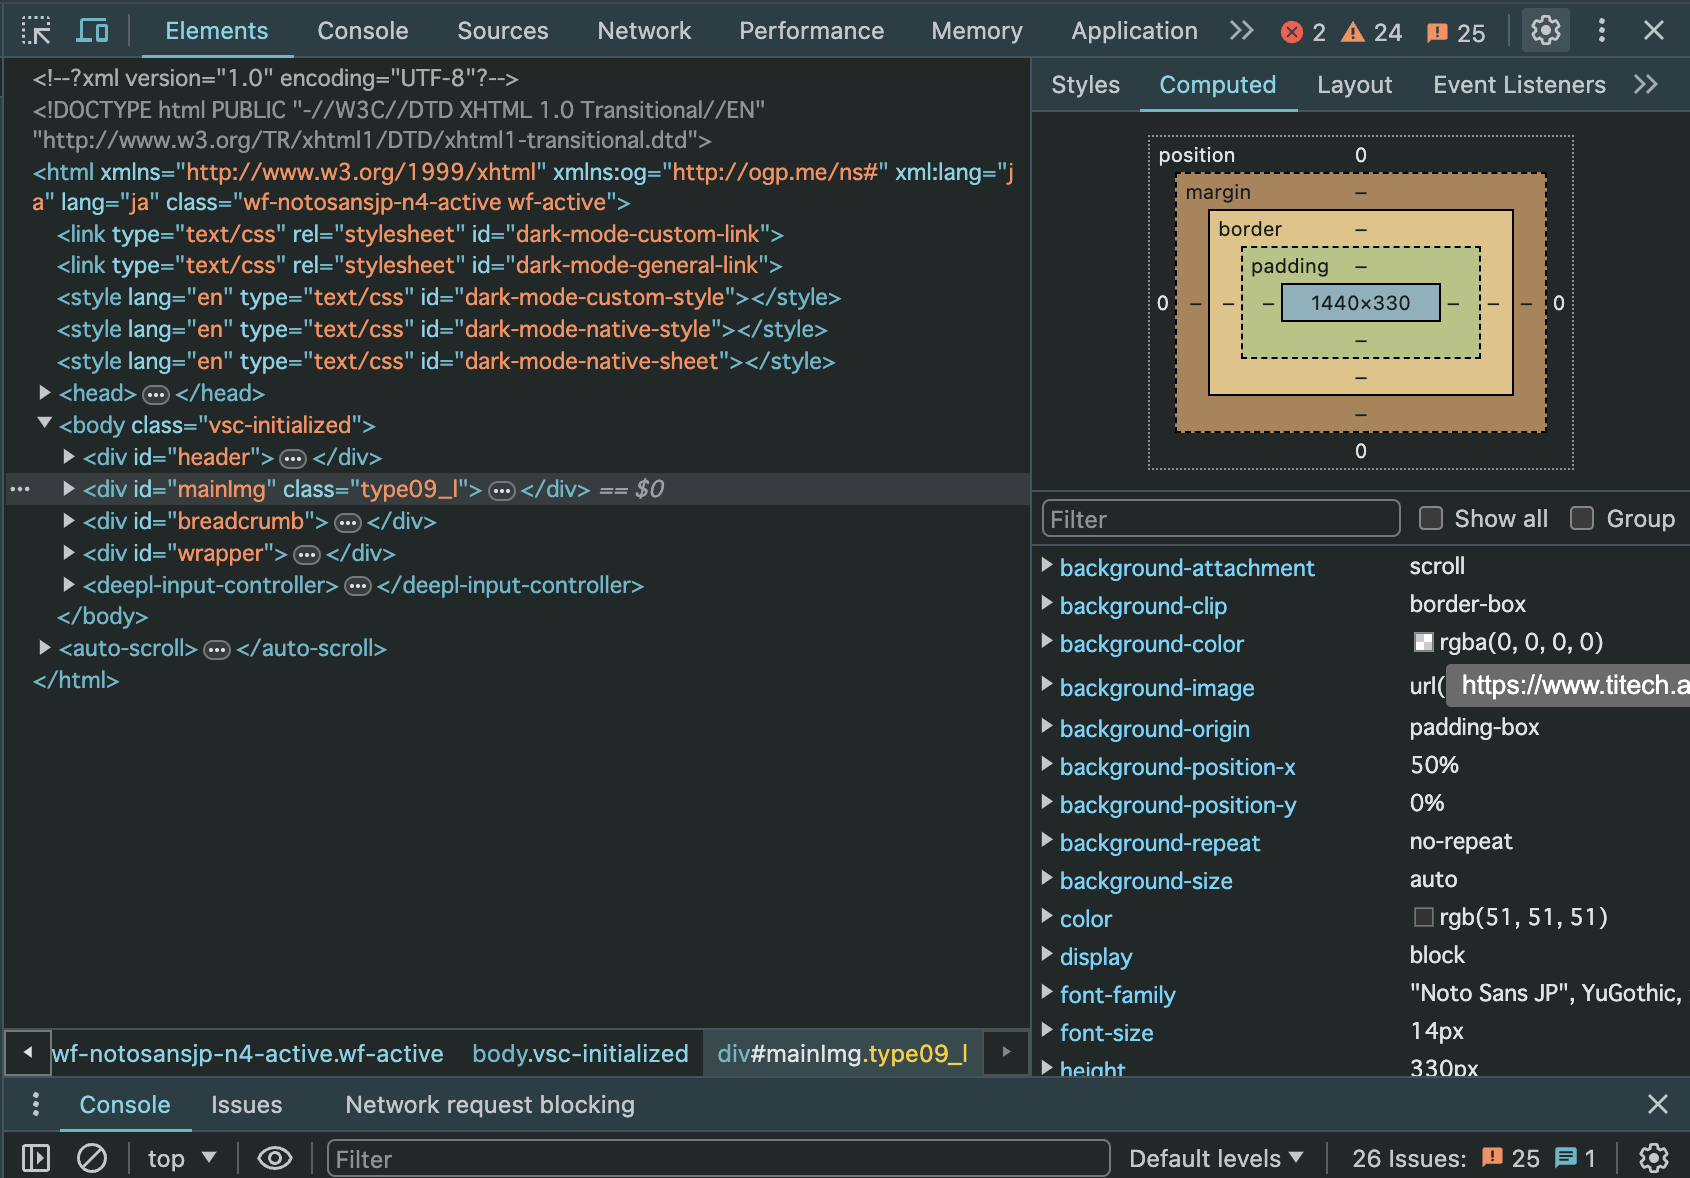 Elements Console Sources Network Performance Memory Application 2 24 25
<!--?xml version="1.0" encoding="UTF-8"?-->
<!DOCTYPE html PUBLIC "-//W3C//DTD XHTML 1.0 Transitional//EN"
"http://www.w3.org/TR/xhtml1/DTD/xhtml1-transitional.dtd">
<html xmlns="http://www.w3.org/1999/xhtml" xmlns:og="http://ogp.me/ns#" xml:lang="j
a" lang="ja" class="wf-notosansjp-n4-active wf-active">
<link type="text/css" rel="stylesheet" id="dark-mode-custom-link">
<link type="text/css" rel="stylesheet" id="dark-mode-general-link">
<style lang="en" type="text/css" id="dark-mode-custom-style"></style>
<style lang="en" type="text/css" id="dark-mode-native-style"></style>
<style lang="en" type="text/css" id="dark-mode-native-sheet"></style>
<head> … </head>
<body class="vsc-initialized">
<div id="header"> … </div>
<div id="mainImg" class="type09_l"> … </div> == $0
<div id="breadcrumb"> … </div>
<div id="wrapper"> … </div>
<deepl-input-controller> … </deepl-input-controller>
</body>
<auto-scroll> … </auto-scroll>
</html>
wf-notosansjp-n4-active.wf-active body.vsc-initialized div#mainImg.type09_l
Styles Computed Layout Event Listeners
position 0
margin –
border –
padding –
0 – – – 1440×330 – – – 0
–
–
–
0
Filter Show all Group
background-attachment scroll
background-clip border-box
background-color rgba(0, 0, 0, 0)
background-image url( https://www.titech.a
background-origin padding-box
background-position-x 50%
background-position-y 0%
background-repeat no-repeat
background-size auto
color rgb(51, 51, 51)
display block
font-family "Noto Sans JP", YuGothic,
font-size 14px
height 330px
Console Issues Network request blocking
top Filter Default levels 26 Issues: 25 1